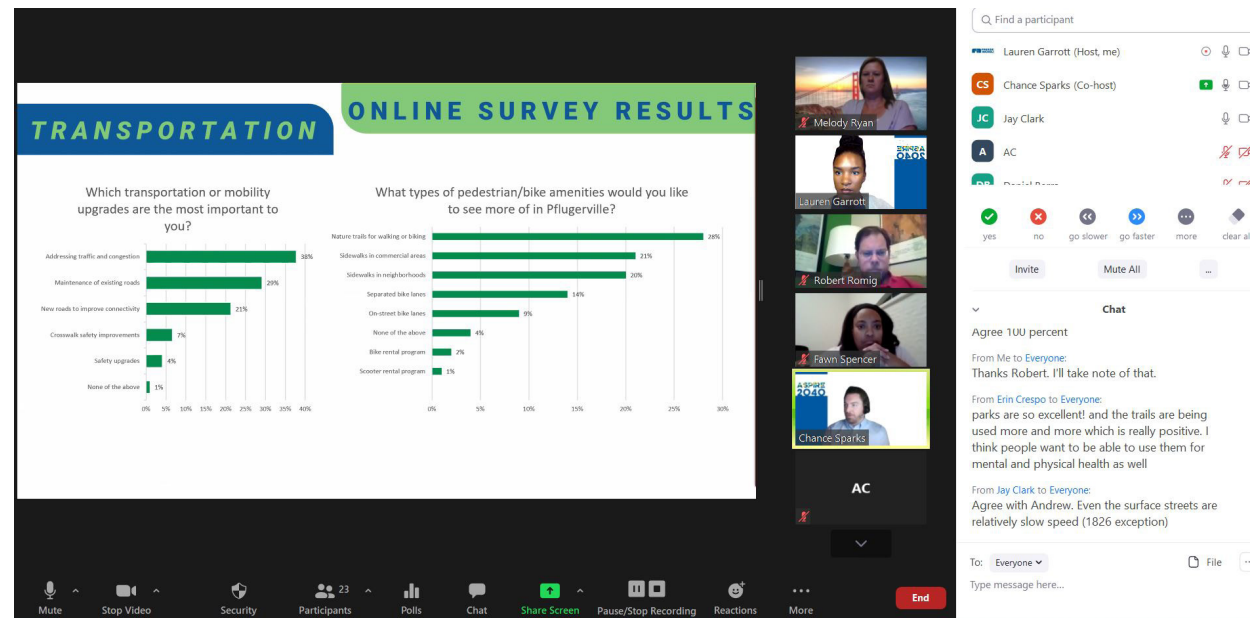 TRANSPORTATION
ONLINE SURVEY RESULTS
Which transportation or mobility
upgrades are the most important to
you?
Addressing traffic and congestion 38%
Maintenance of existing roads 29%
New roads to improve connectivity 21%
Crosswalk safety improvements 7%
Safety upgrades 4%
None of the above 1%
0% 5% 10% 15% 20% 25% 30% 35% 40%
What types of pedestrian/bike amenities would you like
to see more of in Pflugerville?
Nature trails for walking or biking 28%
Sidewalks in commercial areas 21%
Sidewalks in neighborhoods 20%
Separated bike lanes 14%
On-street bike lanes 9%
None of the above 4%
Bike rental program 2%
Scooter rental program 1%
0% 5% 10% 15% 20% 25% 30%
Melody Ryan
Lauren Garrott
Robert Romig
Fawn Spencer
ASPIRE
2040
Chance Sparks
AC
Mute
Stop Video
Security
23
Participants
Polls
Chat
Share Screen
Pause/Stop Recording
Reactions
More
End
Find a participant
Lauren Garrott (Host, me)
CS Chance Sparks (Co-host)
JC Jay Clark
A AC
yes no go slower go faster more clear al
Invite Mute All ...
Chat
Agree 100 percent
From Me to Everyone:
Thanks Robert. I'll take note of that.
From Erin Crespo to Everyone:
parks are so excellent! and the trails are being
used more and more which is really positive. I
think people want to be able to use them for
mental and physical health as well
From Jay Clark to Everyone:
Agree with Andrew. Even the surface streets are
relatively slow speed (1826 exception)
To: Everyone File
Type message here...